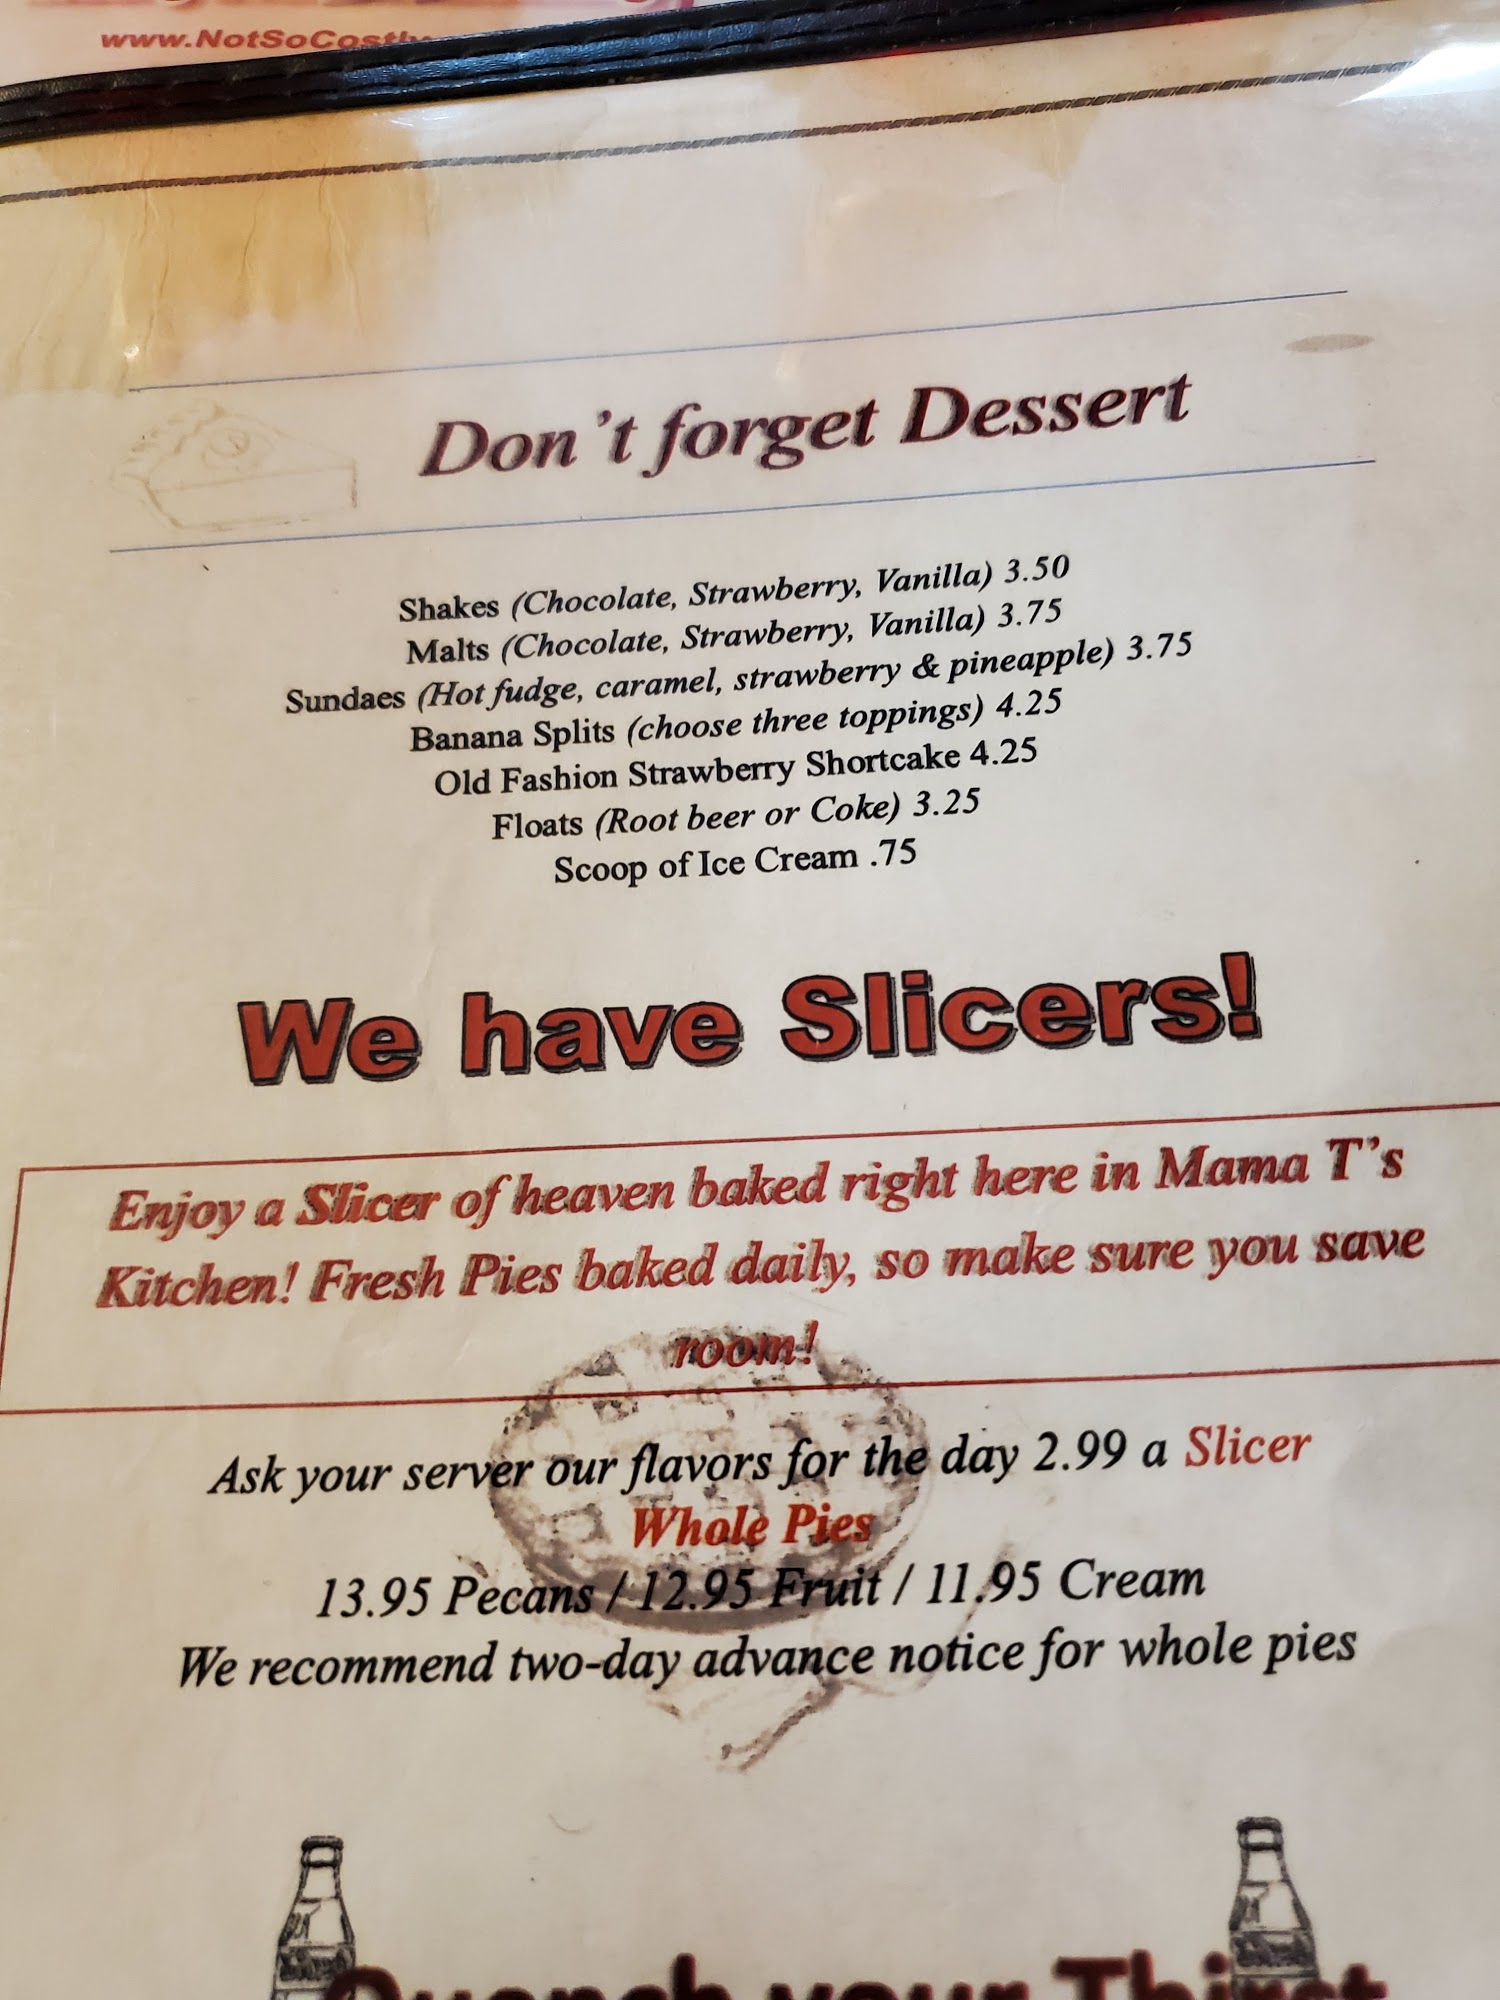 www.NotSoCostly
Don't forget Dessert
Shakes (Chocolate, Strawberry, Vanilla) 3.50
Malts (Chocolate, Strawberry, Vanilla) 3.75
Sundaes (Hot fudge, caramel, strawberry & pineapple) 3.75
Banana Splits (choose three toppings) 4.25
Old Fashion Strawberry Shortcake 4.25
Floats (Root beer or Coke) 3.25
Scoop of Ice Cream .75
We have Slicers!
Enjoy a Slicer of heaven baked right here in Mama T's
Kitchen! Fresh Pies baked daily, so make sure you save
room!
Ask your server our flavors for the day 2.99 a Slicer
Whole Pies
13.95 Pecans / 12.95 Fruit / 11.95 Cream
We recommend two-day advance notice for whole pies
Quench your Thirst